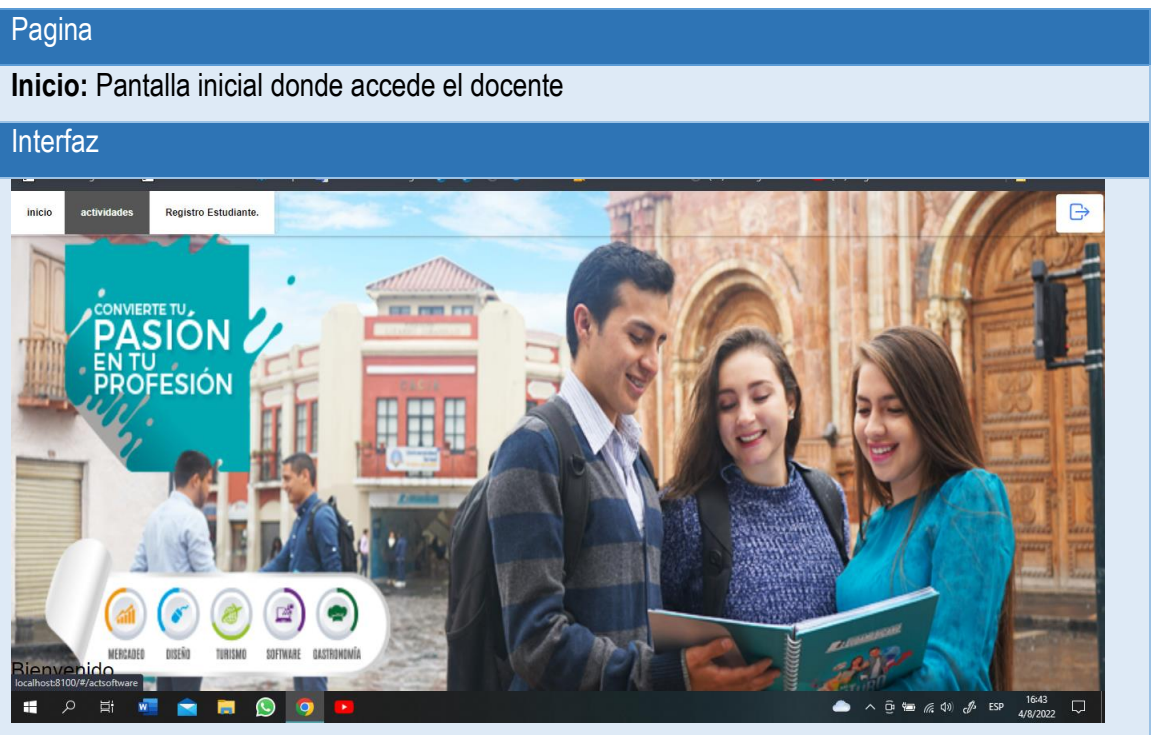 Pagina
Inicio: Pantalla inicial donde accede el docente
Interfaz
inicio actividades Registro Estudiante.
CONVIERTE TU
PASIÓN
EN TU
PROFESIÓN
MERCADEO DISEÑO TURISMO SOFTWARE GASTRONOMÍA
Bienvenido
localhost:8100/#/actsoftware
ESP
16:43
4/8/2022